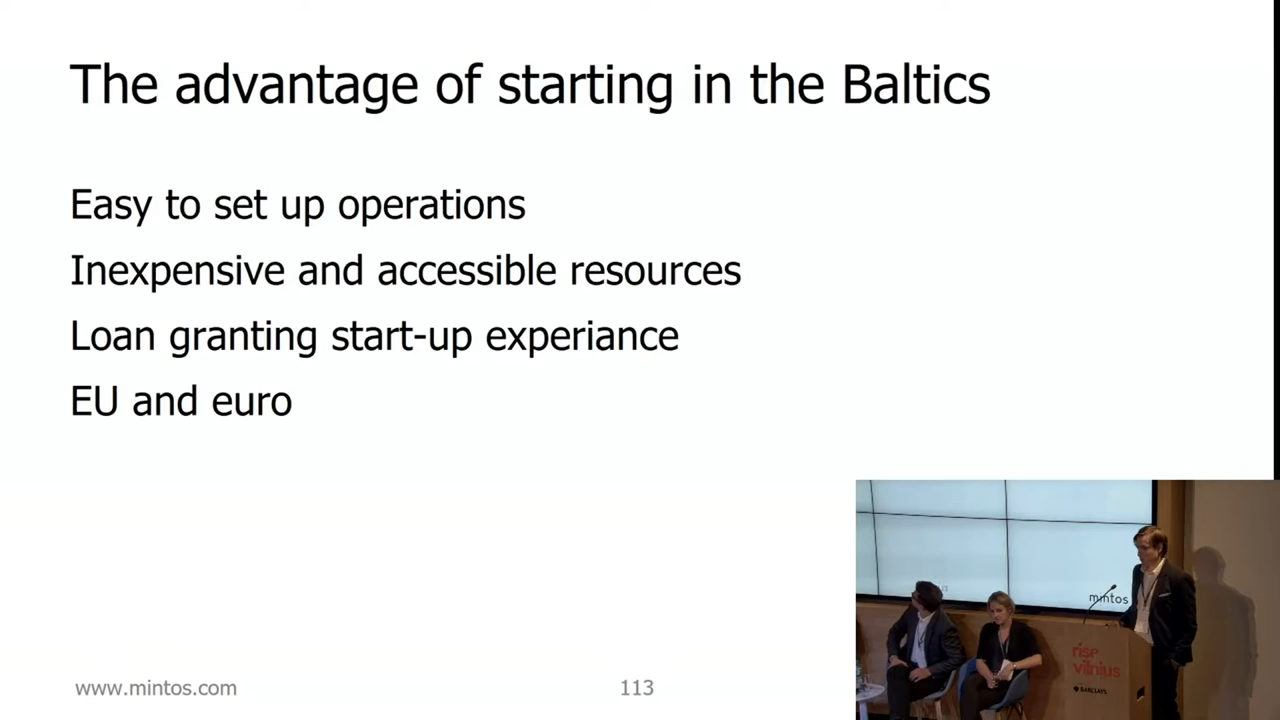 The advantage of starting in the Baltics
Easy to set up operations
Inexpensive and accessible resources
Loan granting start-up experiance
EU and euro
www.mintos.com
113
mintos
rise
vilnius
BARCLAYS